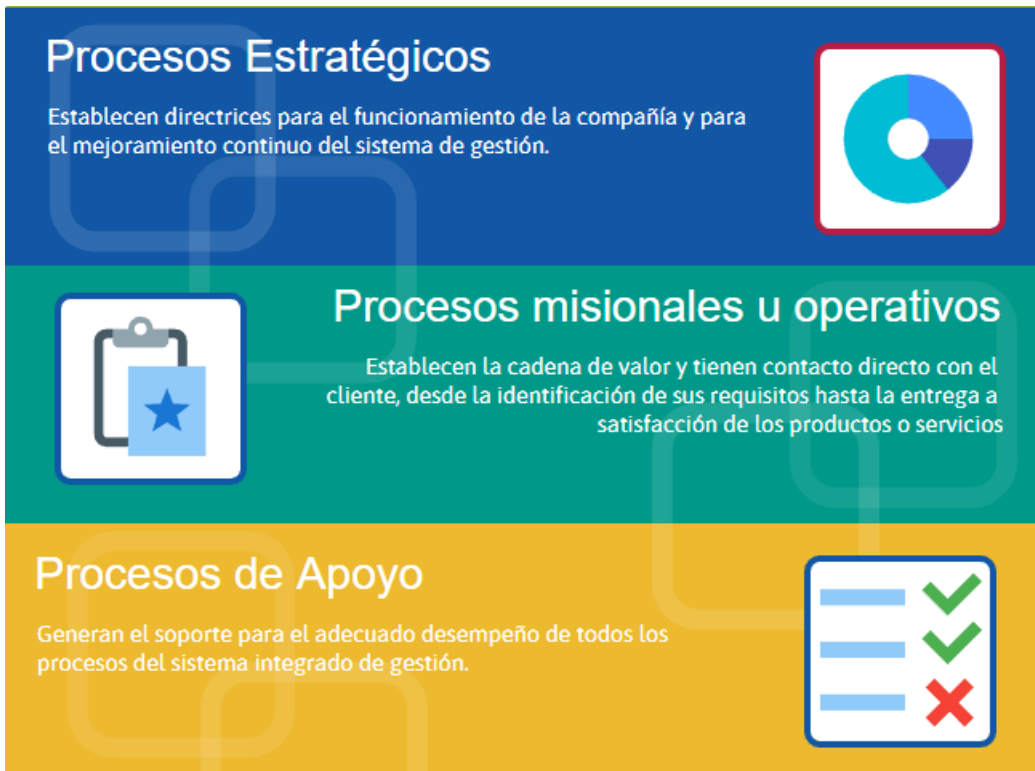 Procesos Estratégicos
Establecen directrices para el funcionamiento de la compañía y para
el mejoramiento continuo del sistema de gestión.
Procesos misionales u operativos
Establecen la cadena de valor y tienen contacto directo con el
cliente, desde la identificación de sus requisitos hasta la entrega a
satisfacción de los productos o servicios
Procesos de Apoyo
Generan el soporte para el adecuado desempeño de todos los
procesos del sistema integrado de gestión.